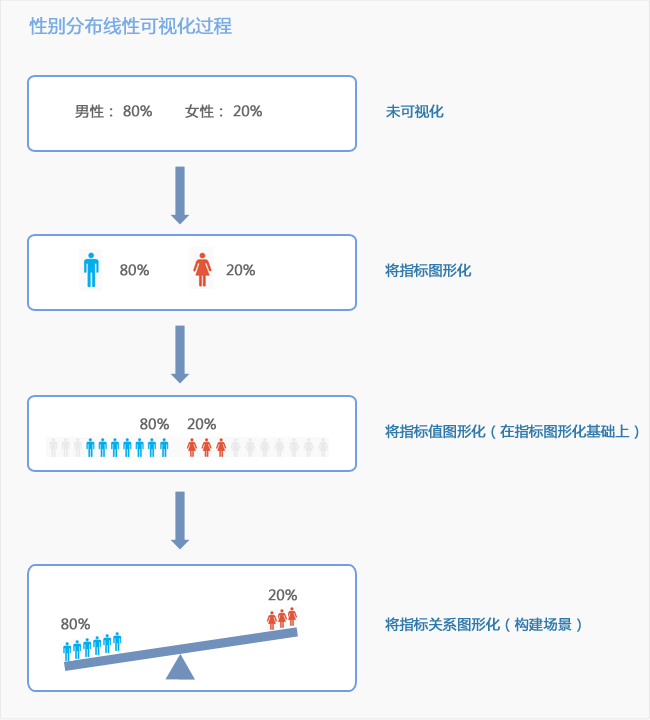 性别分布线性可视化过程
男性： 80% 女性： 20%
未可视化
80% 20%
将指标图形化
80% 20%
将指标值图形化（在指标图形化基础上）
20%
80%
将指标关系图形化（构建场景）